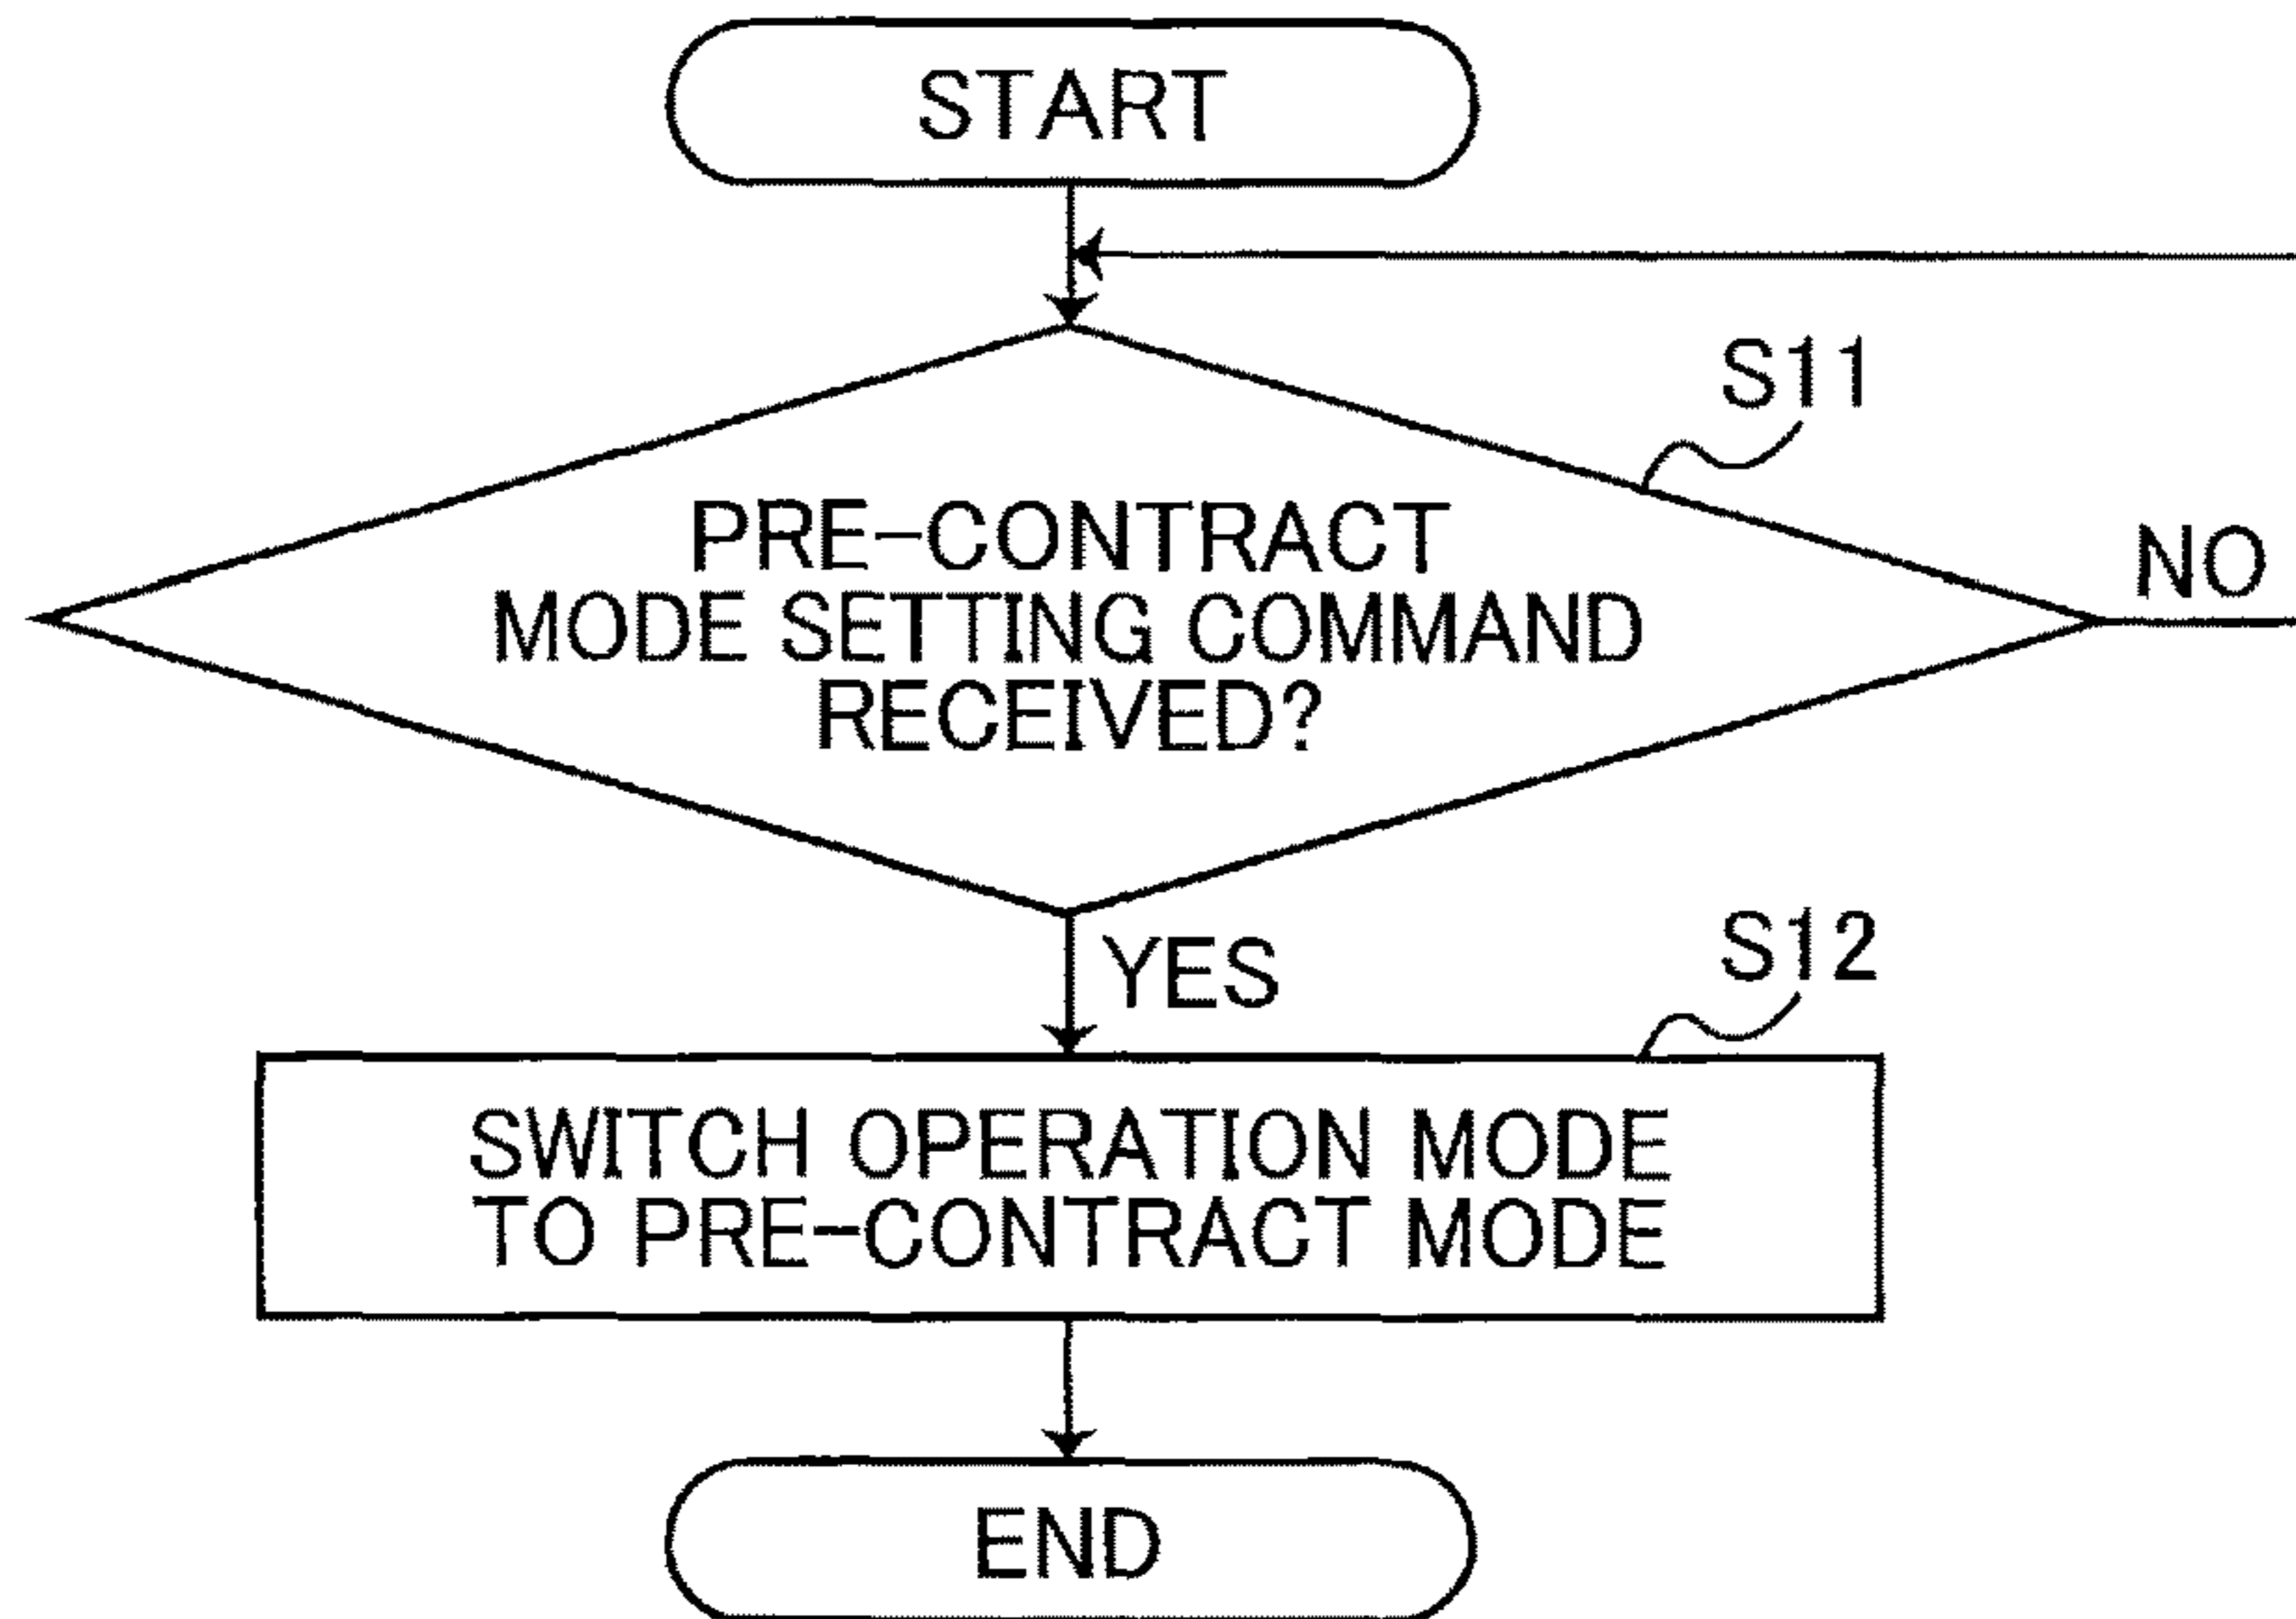 START
S11
PRE-CONTRACT
MODE SETTING COMMAND
RECEIVED?
NO
YES
S12
SWITCH OPERATION MODE
TO PRE-CONTRACT MODE
END